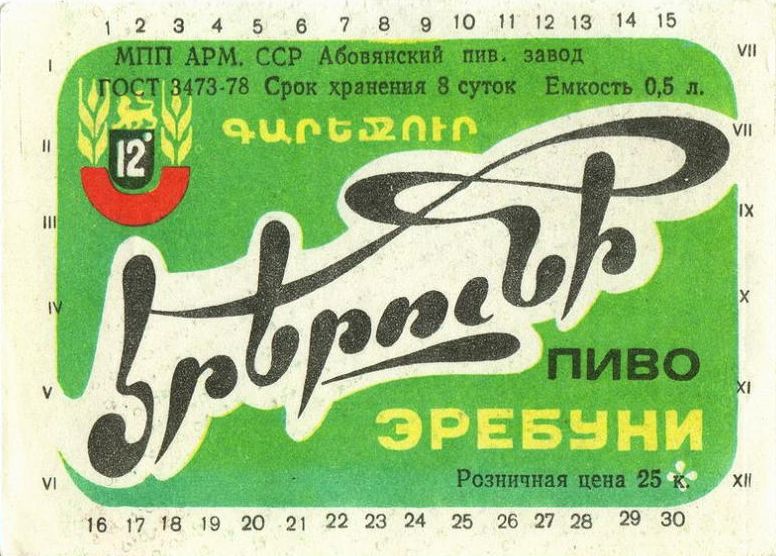 1 2 3 4 5 6 7 8 9 10 11 12 13 14 15
МПП АРМ. ССР Абовянский пив. завод
ГОСТ 3473-78 Срок хранения 8 суток Емкость 0,5 л.
ԳԱՐԵՋՈՒՐ
12°
Էրեբունի
ПИВО
ЭРЕБУНИ
Розничная цена 25 к.
I
II
III
IV
V
VI
VII
VII
IX
X
XI
XII
16 17 18 19 20 21 22 23 24 25 26 27 28 29 30